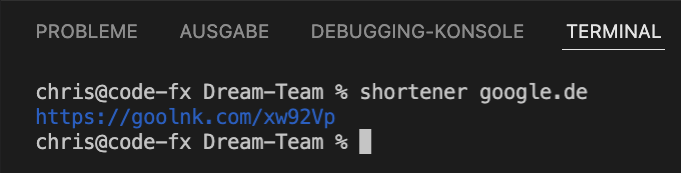 PROBLEME AUSGABE DEBUGGING-KONSOLE TERMINAL
chris@code-fx Dream-Team % shortener google.de
https://goolnk.com/xw92Vp
chris@code-fx Dream-Team %